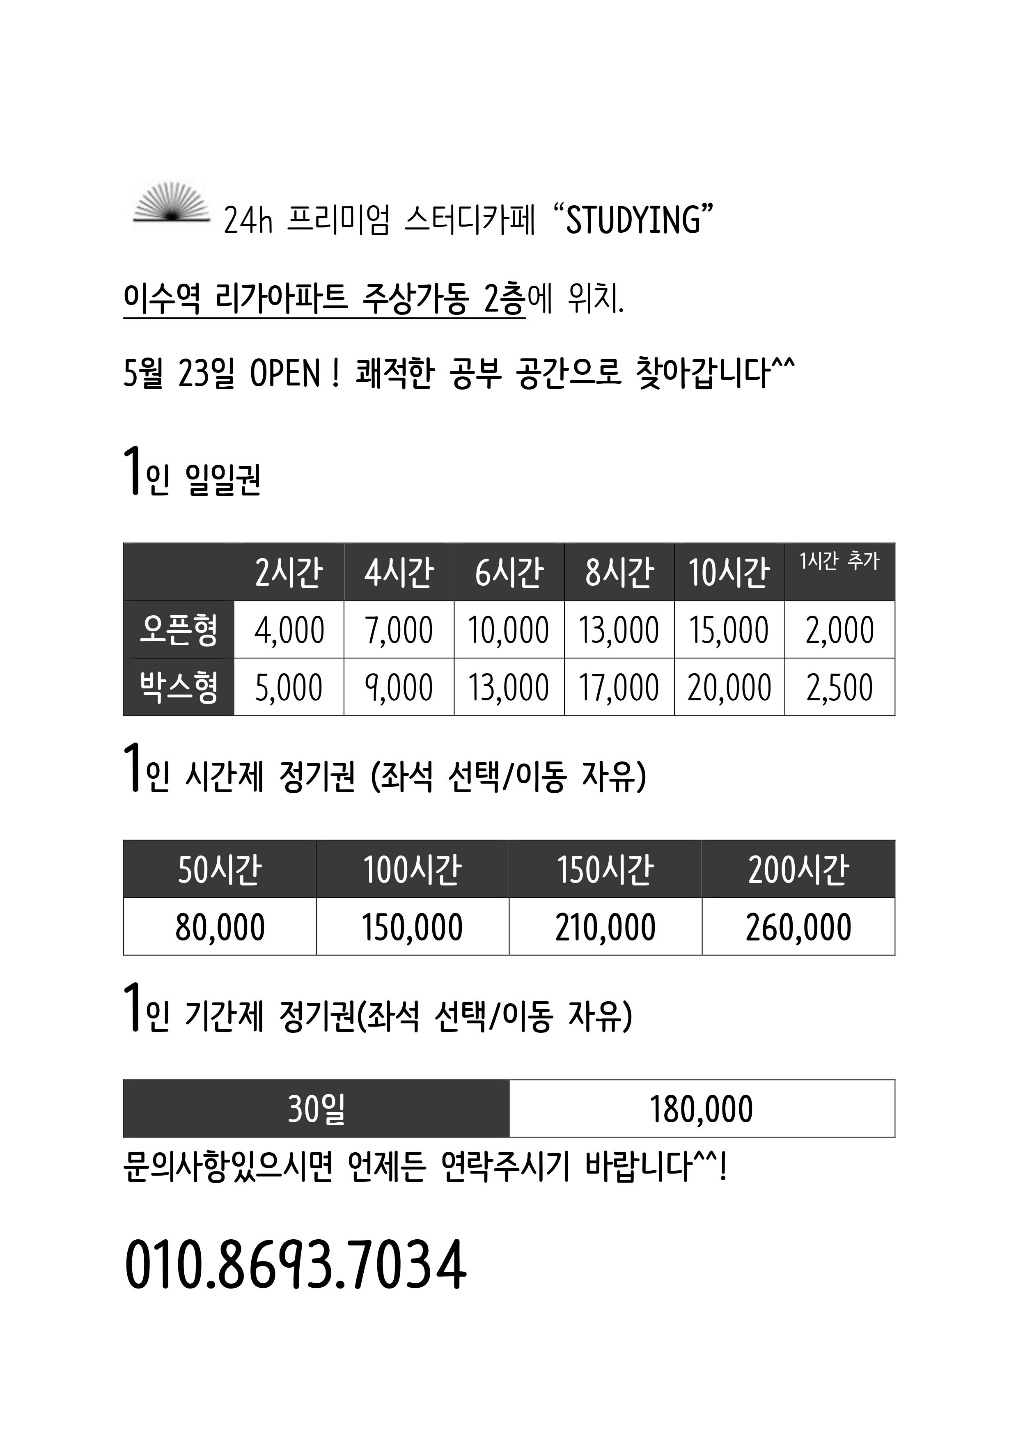 24h 프리미엄 스터디카페 “STUDYING”
이수역 리가아파트 주상가동 2층에 위치.
5월 23일 OPEN ! 쾌적한 공부 공간으로 찾아갑니다^^
1인 일일권
2시간 4시간 6시간 8시간 10시간 1시간 추가
오픈형 4,000 7,000 10,000 13,000 15,000 2,000
박스형 5,000 9,000 13,000 17,000 20,000 2,500
1인 시간제 정기권 (좌석 선택/이동 자유)
50시간 100시간 150시간 200시간
80,000 150,000 210,000 260,000
1인 기간제 정기권(좌석 선택/이동 자유)
30일 180,000
문의사항있으시면 언제든 연락주시기 바랍니다^^!
010.8693.7034